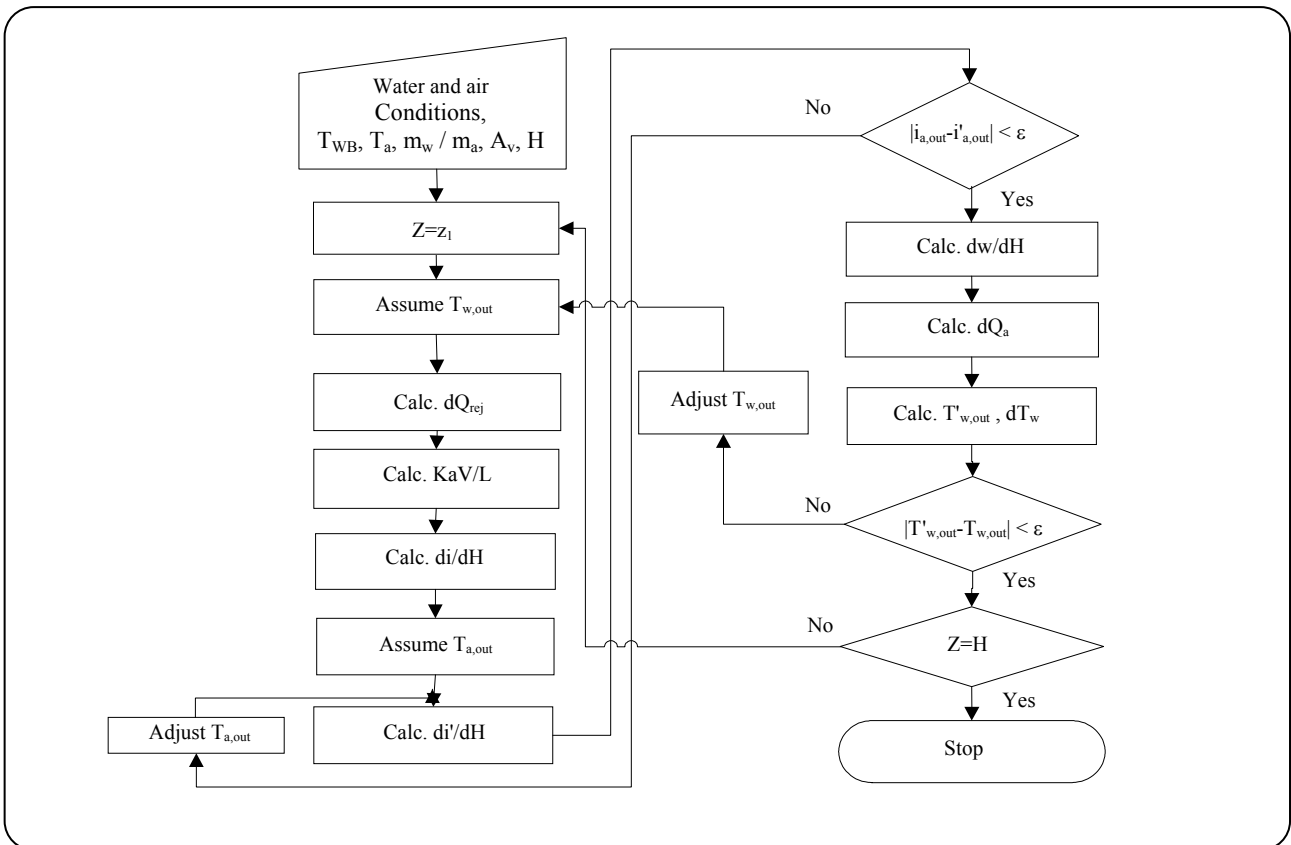 Water and air
Conditions,
T_WB, T_a, m_w / m_a, A_v, H
Z=z_1
Assume T_w,out
Calc. dQ_rej
Calc. KaV/L
Calc. di/dH
Assume T_a,out
Adjust T_a,out
Calc. di'/dH
Adjust T_w,out
No
|i_a,out-i'_a,out| < ε
Yes
Calc. dw/dH
Calc. dQ_a
Calc. T'_w,out , dT_w
No
|T'_w,out-T_w,out| < ε
Yes
No
Z=H
Yes
Stop